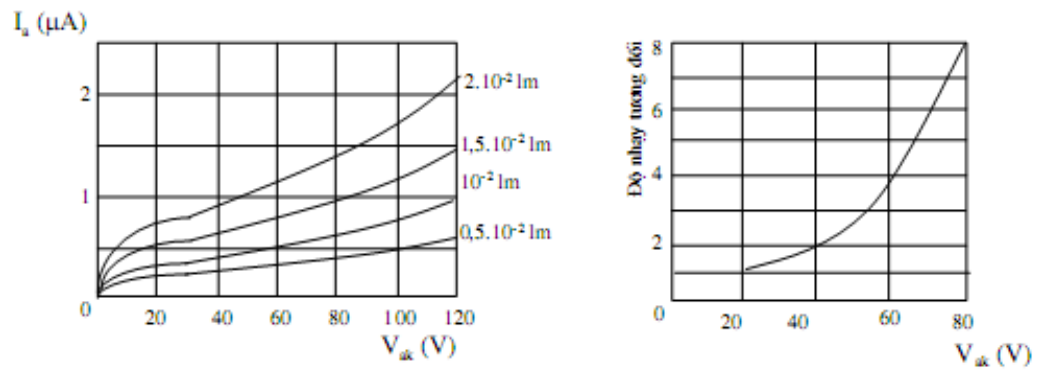 Iₐ (μA)
2
1
0
20
40
60
80
100
120
Vₐₖ (V)
2.10⁻² lm
1,5.10⁻² lm
10⁻² lm
0,5.10⁻² lm
Độ nhạy tương đối
8
6
4
2
0
20
40
60
80
Vₐₖ (V)